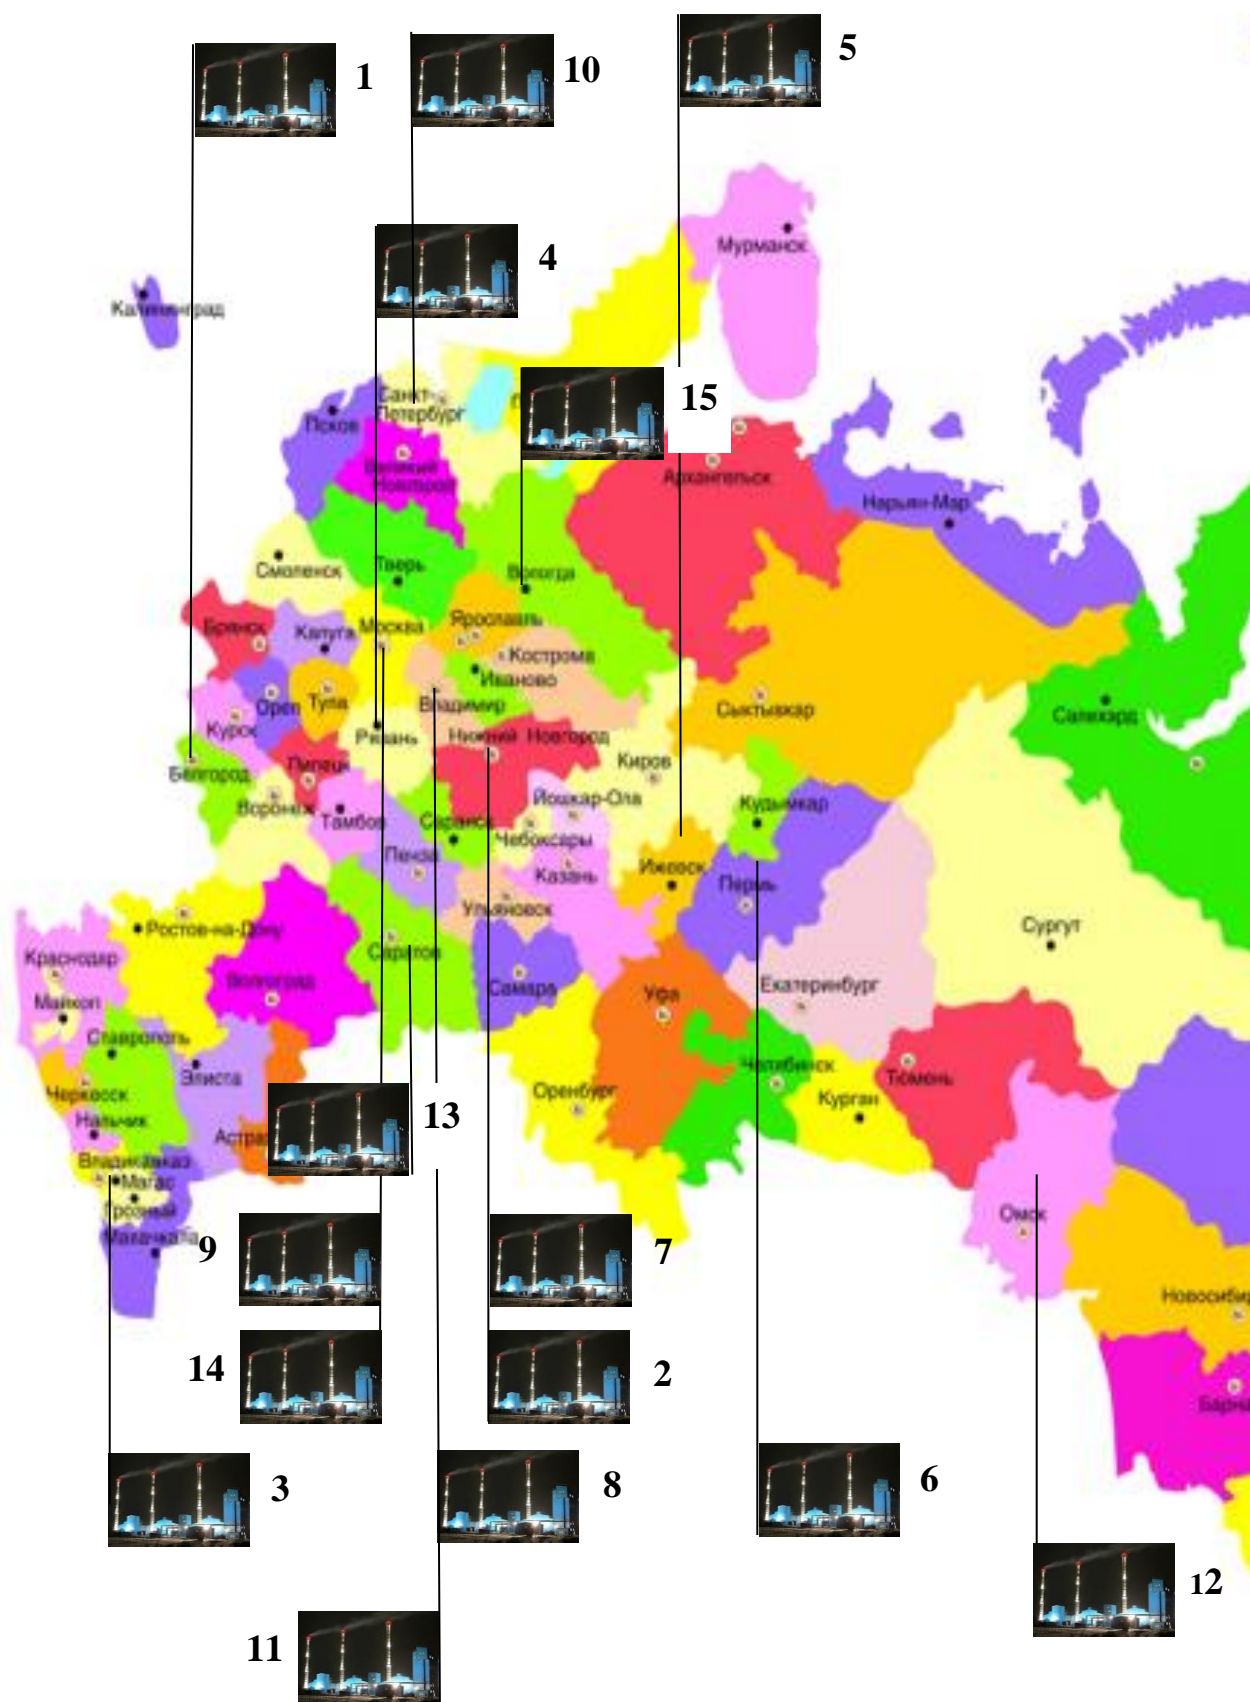 1
10
5
4
Мурманск
Калининград
15
Санкт-
Петербург
Псков
Великий
Новгород
Архангельск
Нарьян-Мар
Смоленск
Тверь
Вологда
Брянск
Калуга
Москва
Ярославль
Кострома
Иваново
Орел
Тула
Владимир
Сыктывкар
Салехард
Курск
Рязань
Нижний Новгород
Киров
Белгород
Липецк
Воронеж
Тамбов
Саранск
Йошкар-Ола
Чебоксары
Кудымкар
Пенза
Казань
Ижевск
Пермь
Ульяновск
Ростов-на-Дону
Саратов
Сургут
Краснодар
Волгоград
Самара
Уфа
Екатеринбург
Майкоп
Ставрополь
Элиста
Челябинск
Тюмень
Черкесск
Оренбург
Курган
Нальчик
Астрах
13
Владикавказ
Магас
Грозный
Махачкала
9
7
Омск
Новосибир
14
2
Барна
3
8
6
12
11